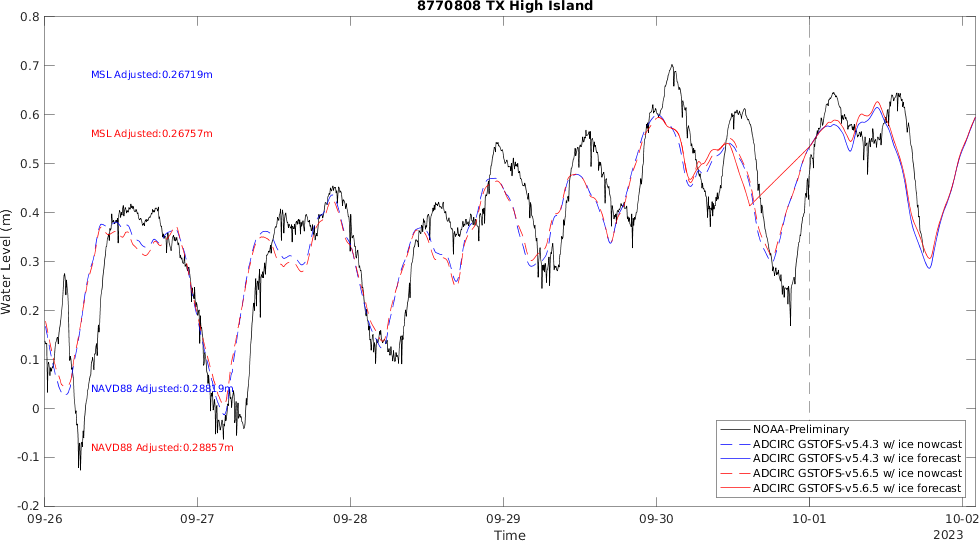 8770808 TX High Island
0.8
0.7
0.6
0.5
0.4
0.3
0.2
0.1
0
-0.1
-0.2
Water Level (m)
MSL Adjusted:0.26719m
MSL Adjusted:0.26757m
NAVD88 Adjusted:0.28819m
NAVD88 Adjusted:0.28857m
NOAA-Preliminary
ADCIRC GSTOFS-v5.4.3 w/ ice nowcast
ADCIRC GSTOFS-v5.4.3 w/ ice forecast
ADCIRC GSTOFS-v5.6.5 w/ ice nowcast
ADCIRC GSTOFS-v5.6.5 w/ ice forecast
09-26 09-27 09-28 09-29 09-30 10-01 10-02
Time
2023